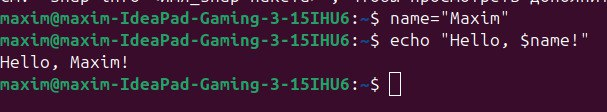 maxim@maxim-IdeaPad-Gaming-3-15IHU6:~$ name="Maxim"
maxim@maxim-IdeaPad-Gaming-3-15IHU6:~$ echo "Hello, $name!"
Hello, Maxim!
maxim@maxim-IdeaPad-Gaming-3-15IHU6:~$